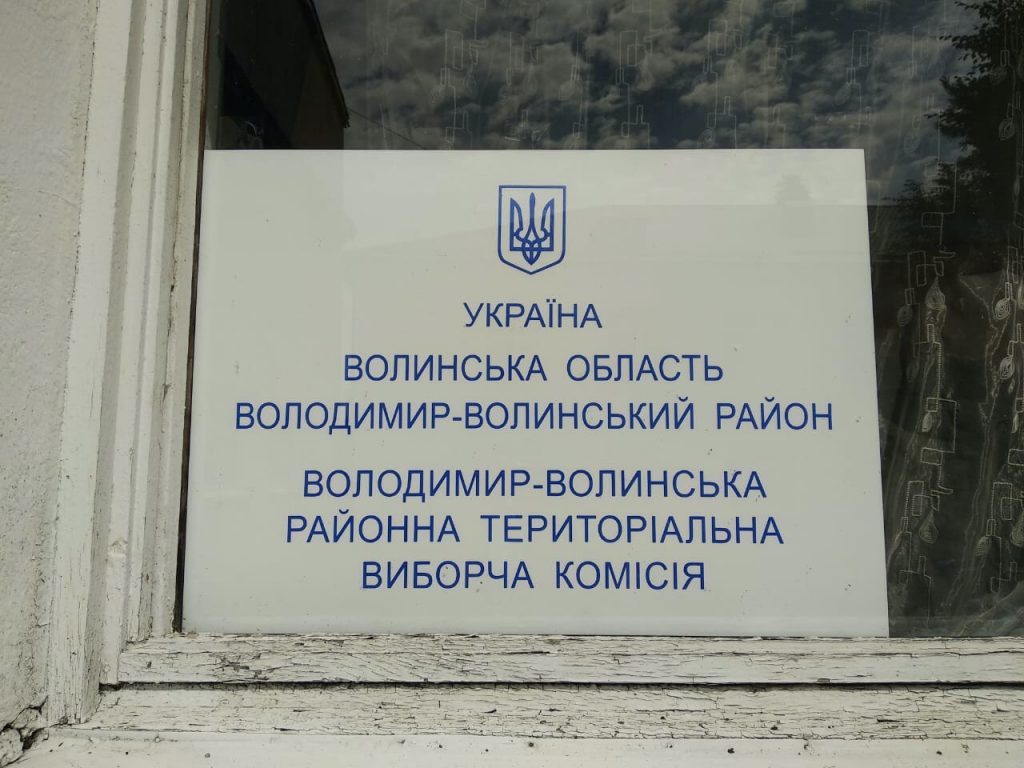 УКРАЇНА
ВОЛИНСЬКА ОБЛАСТЬ
ВОЛОДИМИР-ВОЛИНСЬКИЙ РАЙОН
ВОЛОДИМИР-ВОЛИНСЬКА
РАЙОННА ТЕРИТОРІАЛЬНА
ВИБОРЧА КОМІСІЯ